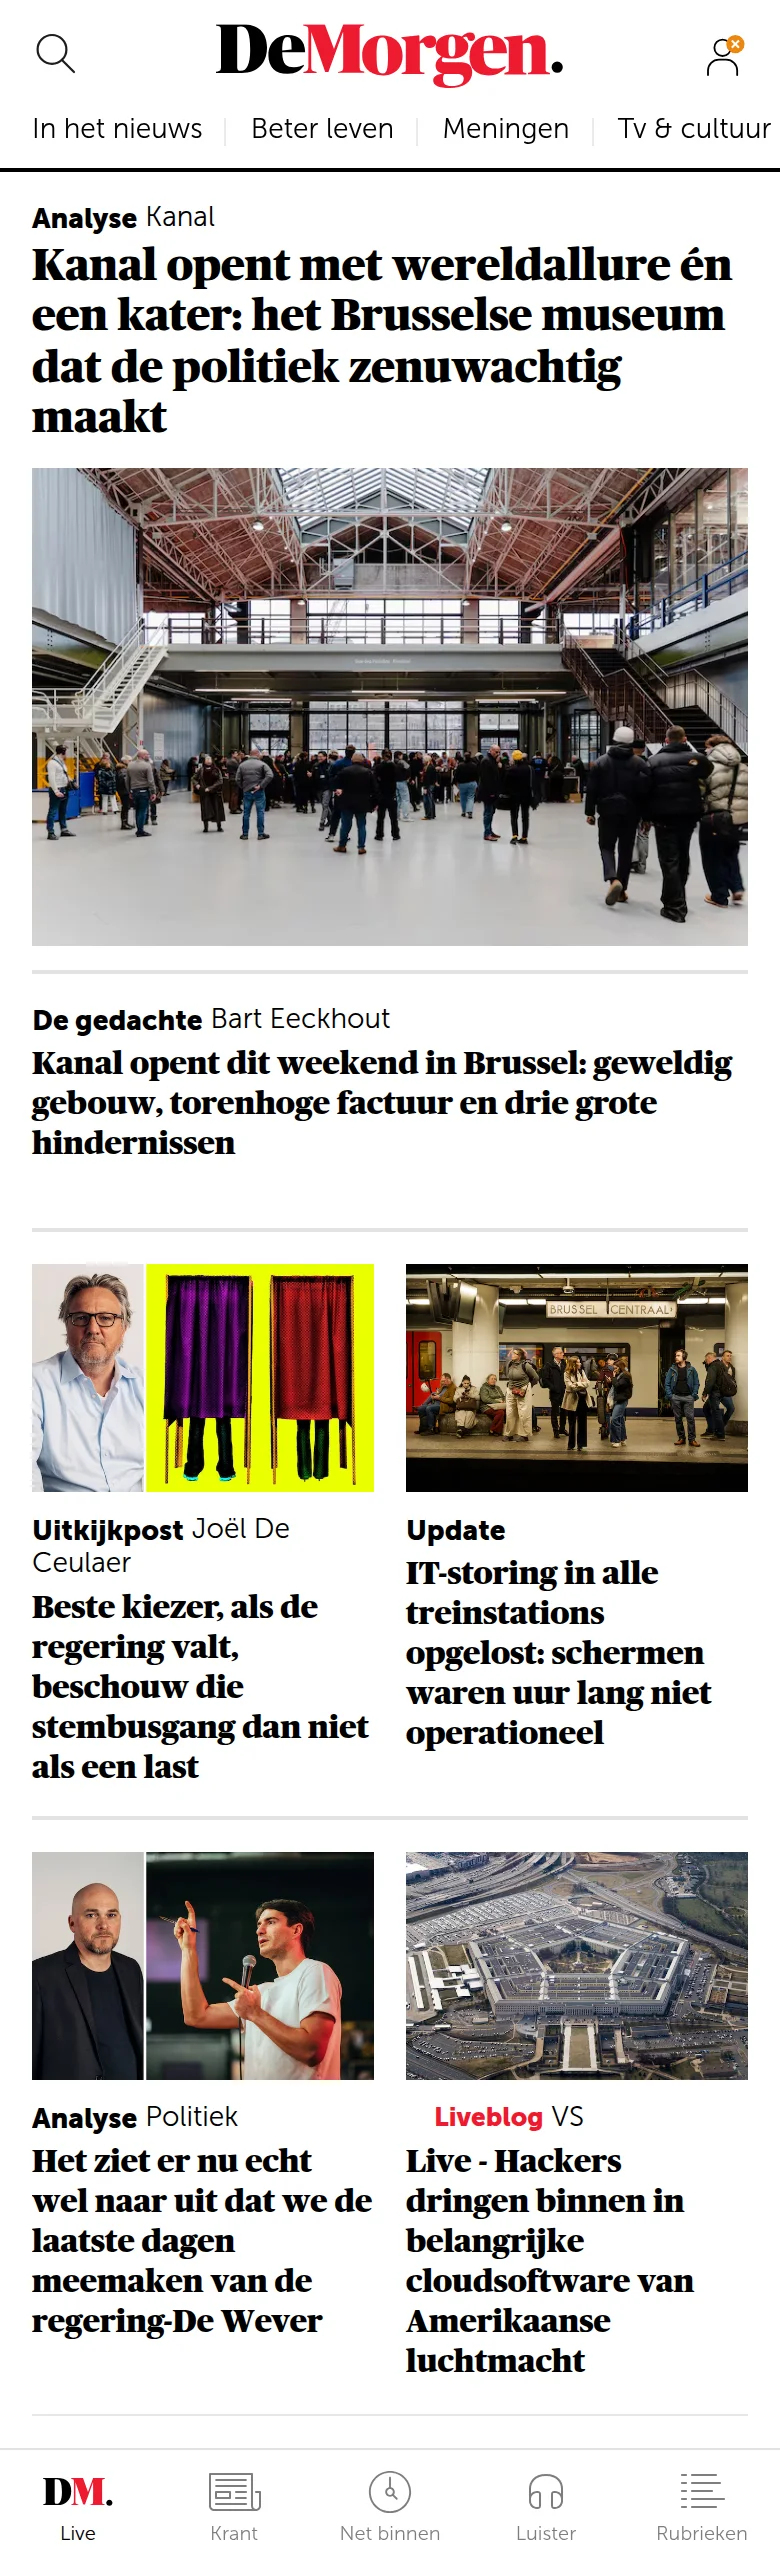 DeMorgen.
In het nieuws
Beter leven
Meningen
Tv & cultuur
Analyse Kanal
Kanal opent met wereldallure én
een kater: het Brusselse museum
dat de politiek zenuwachtig
maakt
De gedachte Bart Eeckhout
Kanal opent dit weekend in Brussel: geweldig
gebouw, torenhoge factuur en drie grote
hindernissen
BRUSSEL CENTRAAL
Uitkijkpost Joël De
Ceulaer
Beste kiezer, als de
regering valt,
beschouw die
stembusgang dan niet
als een last
Update
IT-storing in alle
treinstations
opgelost: schermen
waren uur lang niet
operationeel
Analyse Politiek
Het ziet er nu echt
wel naar uit dat we de
laatste dagen
meemaken van de
regering-De Wever
Liveblog VS
Live - Hackers
dringen binnen in
belangrijke
cloudsoftware van
Amerikaanse
luchtmacht
DM.
Live
Krant
Net binnen
Luister
Rubrieken